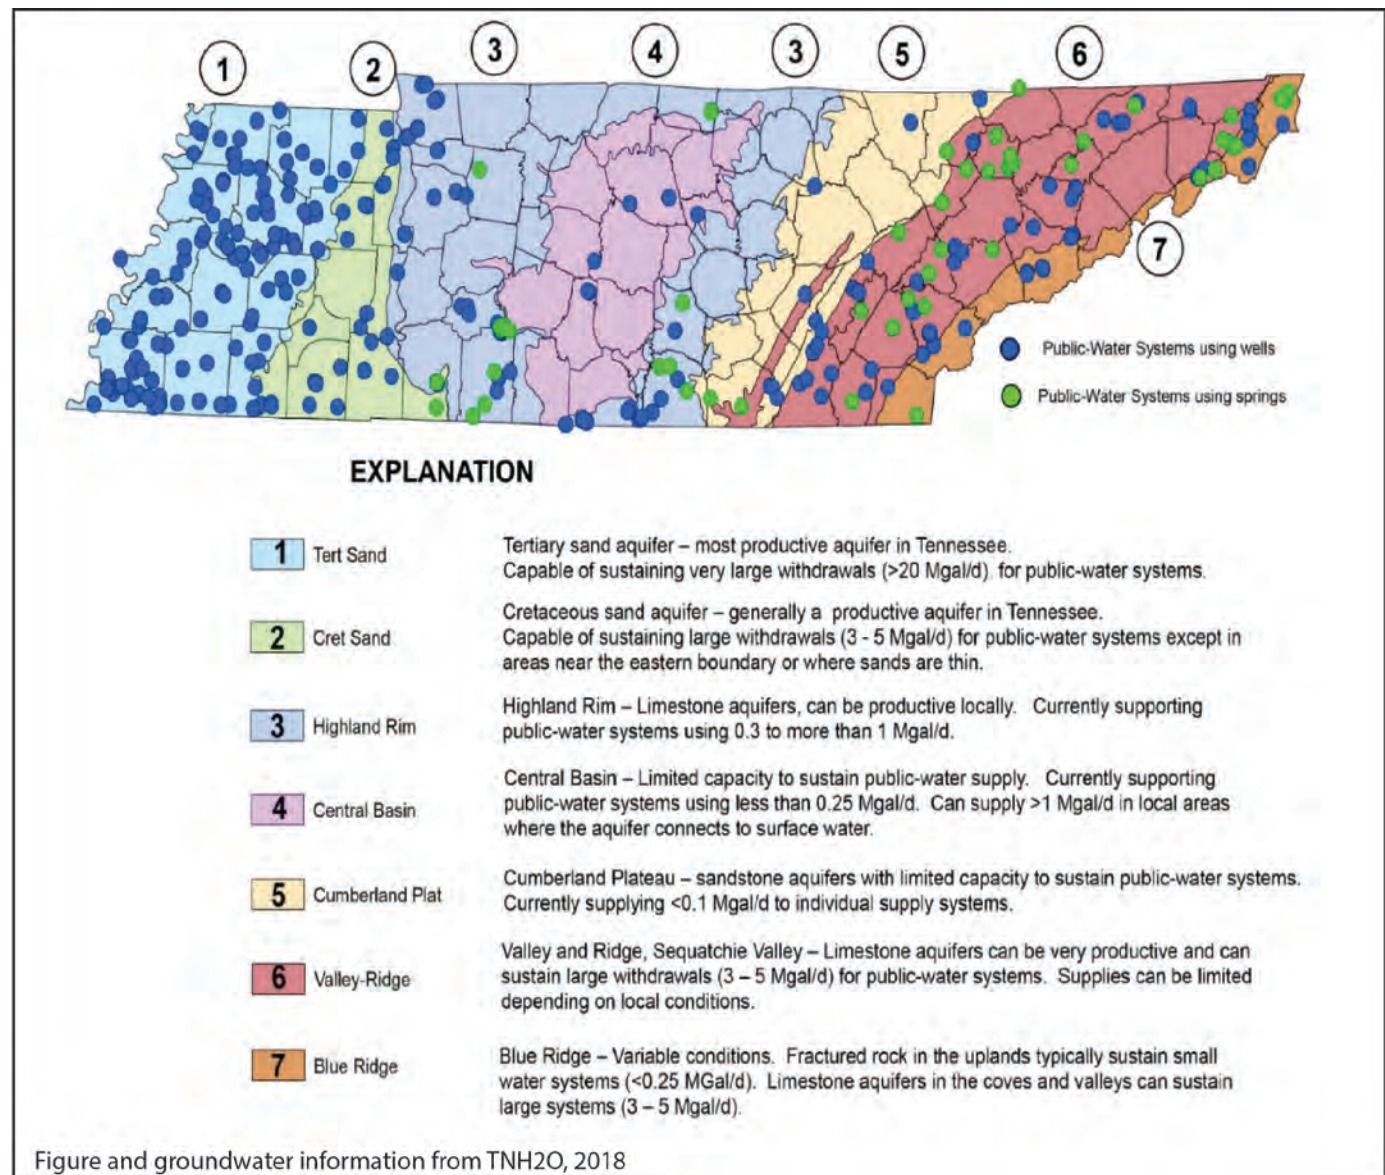 1 2 3 4 3 5 6
7
Public-Water Systems using wells
Public-Water Systems using springs
EXPLANATION
1 Tert Sand
Tertiary sand aquifer – most productive aquifer in Tennessee.
Capable of sustaining very large withdrawals (>20 Mgal/d) for public-water systems.
2 Cret Sand
Cretaceous sand aquifer – generally a productive aquifer in Tennessee.
Capable of sustaining large withdrawals (3 - 5 Mgal/d) for public-water systems except in
areas near the eastern boundary or where sands are thin.
3 Highland Rim
Highland Rim – Limestone aquifers, can be productive locally. Currently supporting
public-water systems using 0.3 to more than 1 Mgal/d.
4 Central Basin
Central Basin – Limited capacity to sustain public-water supply. Currently supporting
public-water systems using less than 0.25 Mgal/d. Can supply >1 Mgal/d in local areas
where the aquifer connects to surface water.
5 Cumberland Plat
Cumberland Plateau – sandstone aquifers with limited capacity to sustain public-water systems.
Currently supplying <0.1 Mgal/d to individual supply systems.
6 Valley-Ridge
Valley and Ridge, Sequatchie Valley – Limestone aquifers can be very productive and can
sustain large withdrawals (3 – 5 Mgal/d) for public-water systems. Supplies can be limited
depending on local conditions.
7 Blue Ridge
Blue Ridge – Variable conditions. Fractured rock in the uplands typically sustain small
water systems (<0.25 MGal/d). Limestone aquifers in the coves and valleys can sustain
large systems (3 – 5 Mgal/d).
Figure and groundwater information from TNH2O, 2018